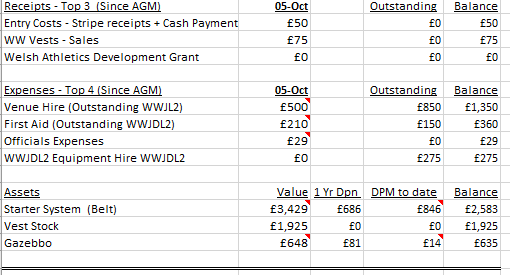 Receipts - Top 3 (Since AGM) 05-Oct Outstanding Balance
Entry Costs - Stripe receipts + Cash Payment £50 £0 £50
WW Vests - Sales £75 £0 £75
Welsh Athletics Development Grant £0 £0 £0
Expenses - Top 4 (Since AGM) 05-Oct Outstanding Balance
Venue Hire (Outstanding WWJL2) £500 £850 £1,350
First Aid (Outstanding WWJDL2) £210 £150 £360
Officials Expenses £29 £0 £29
WWJDL2 Equipment Hire WWJDL2 £0 £275 £275
Assets Value 1 Yr Dpn DPM to date Balance
Starter System (Belt) £3,429 £686 £846 £2,583
Vest Stock £1,925 £0 £0 £1,925
Gazebbo £648 £81 £14 £635